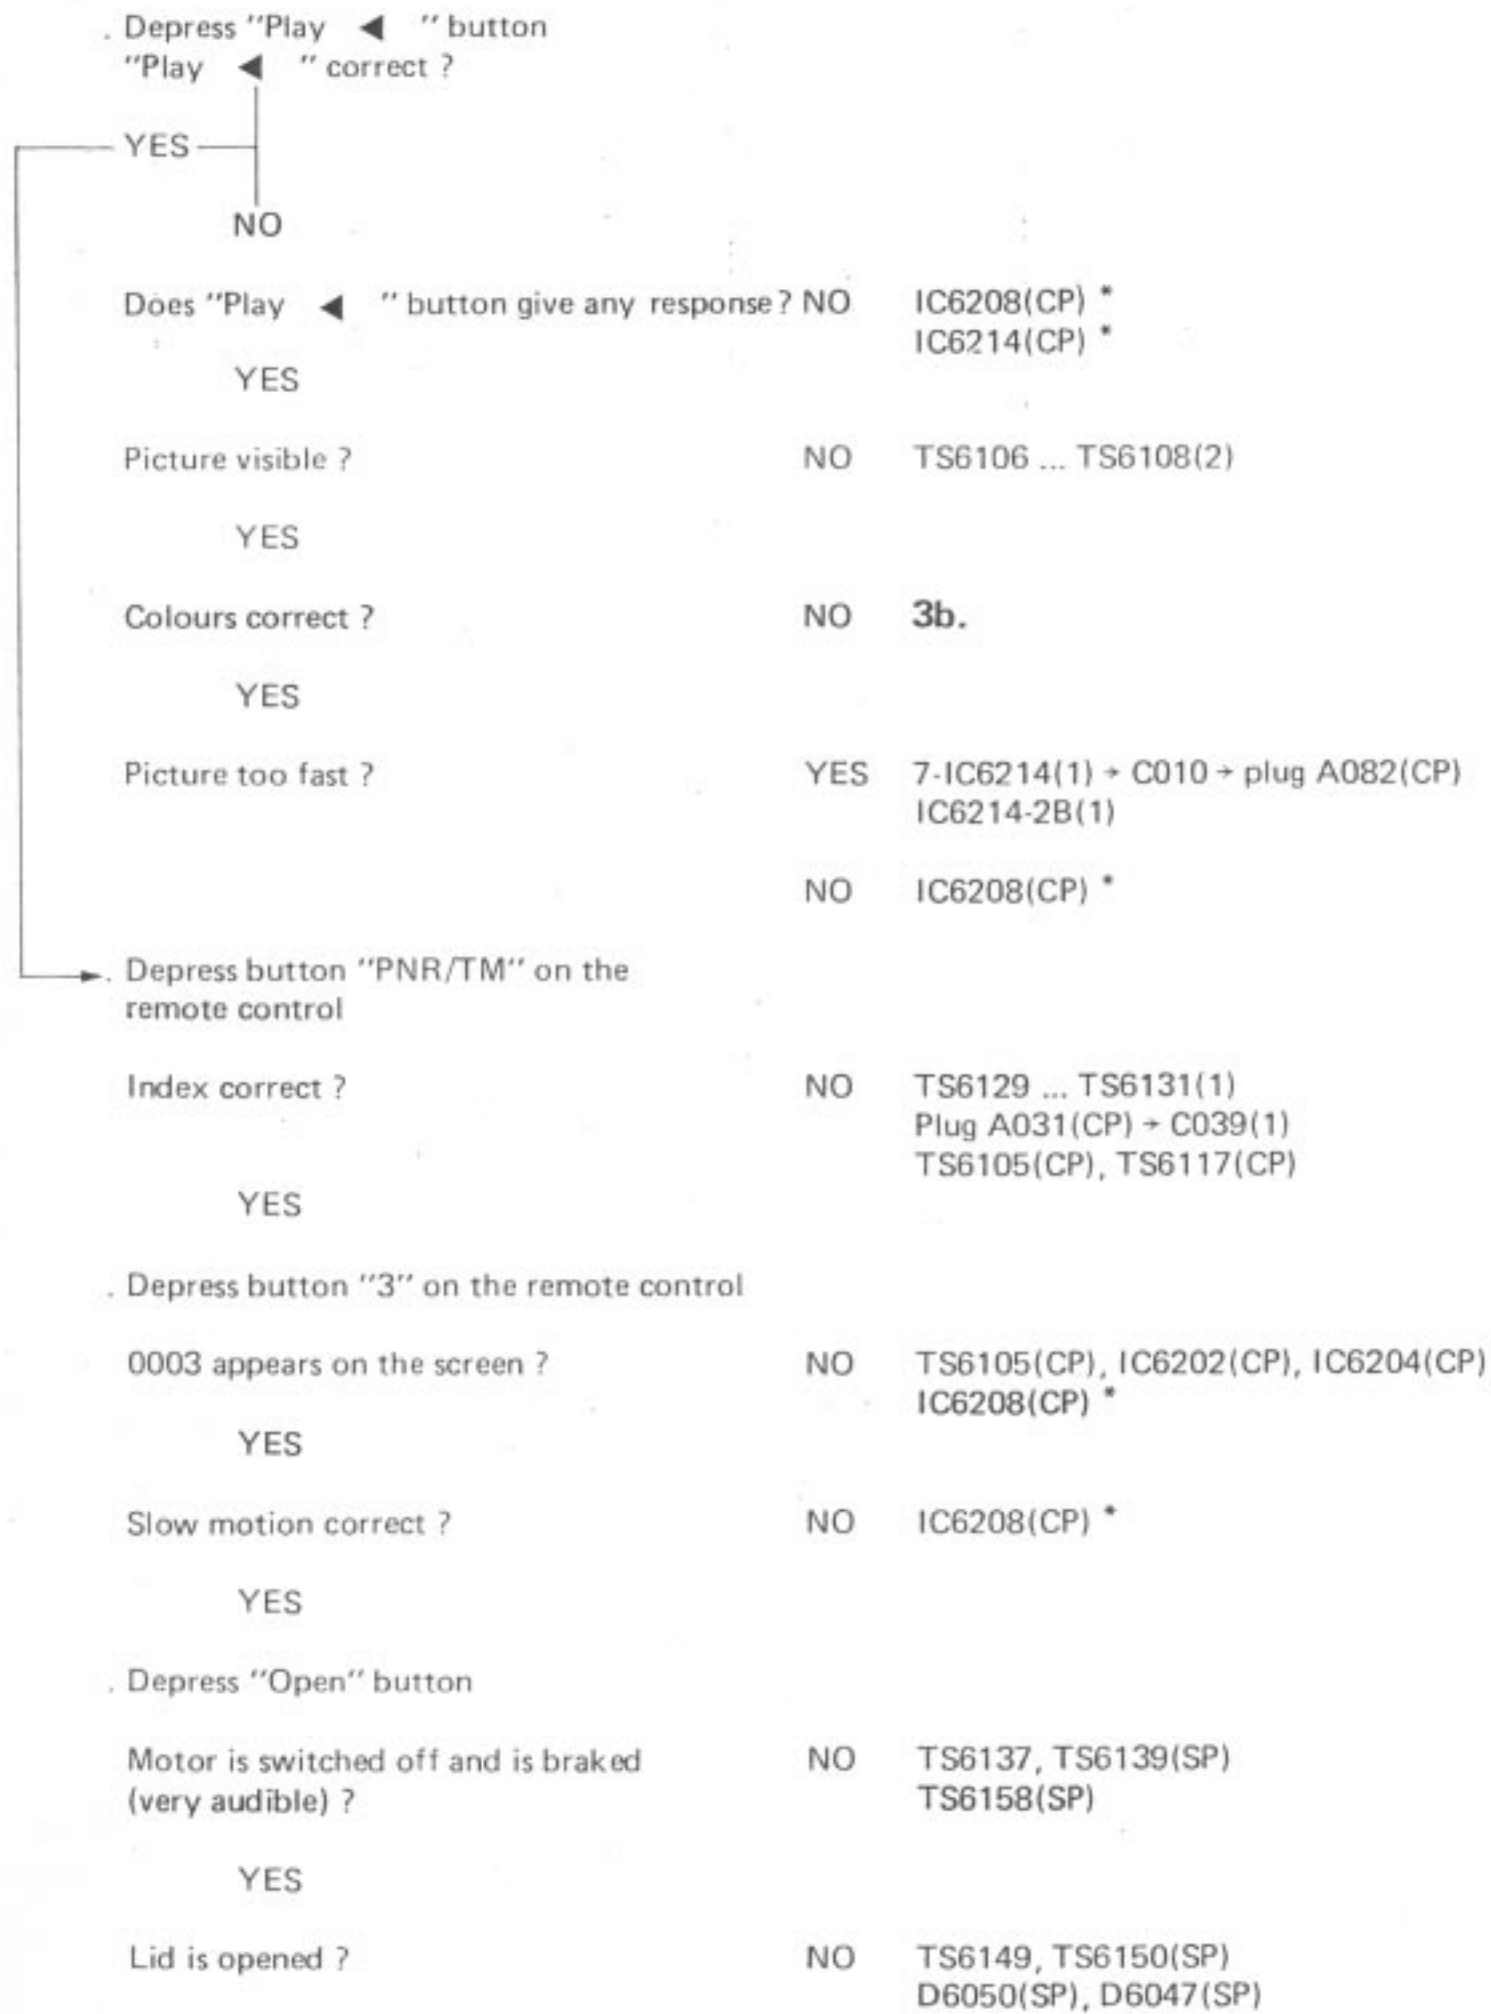 . Depress "Play ◀ " button
"Play ◀ " correct ?
YES
NO
Does "Play ◀ " button give any response ? NO IC6208(CP) *
IC6214(CP) *
YES
Picture visible ? NO TS6106 ... TS6108(2)
YES
Colours correct ? NO 3b.
YES
Picture too fast ? YES 7-IC6214(1) → C010 → plug A082(CP)
IC6214-2B(1)
NO IC6208(CP) *
. Depress button "PNR/TM" on the
remote control
Index correct ? NO TS6129 ... TS6131(1)
Plug A031(CP) → C039(1)
TS6105(CP), TS6117(CP)
YES
. Depress button "3" on the remote control
0003 appears on the screen ? NO TS6105(CP), IC6202(CP), IC6204(CP)
IC6208(CP) *
YES
Slow motion correct ? NO IC6208(CP) *
YES
. Depress "Open" button
Motor is switched off and is braked NO TS6137, TS6139(SP)
(very audible) ? TS6158(SP)
YES
Lid is opened ? NO TS6149, TS6150(SP)
D6050(SP), D6047(SP)